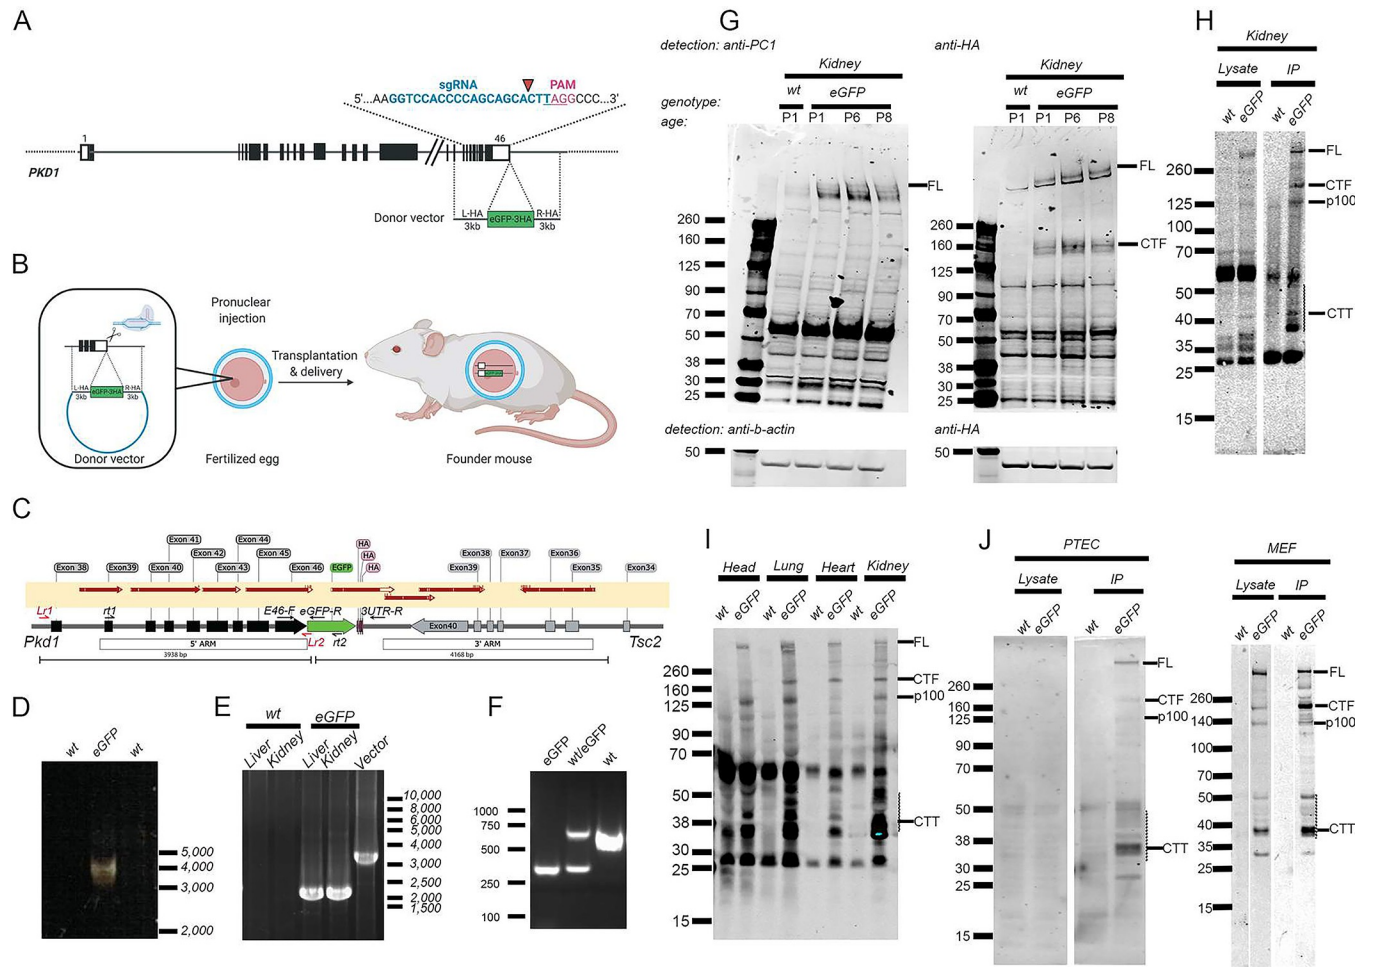 A
sgRNA
PAM
5'...AAGGTCCACCCCAGCAGCACTTAGGCCC...3'
1
46
PKD1
Donor vector
L-HA
eGFP-3HA
R-HA
3kb
3kb
B
Pronuclear
injection
Transplantation
& delivery
L-HA
eGFP-3HA
R-HA
3kb
3kb
Donor vector
Fertilized egg
Founder mouse
C
Exon 41
Exon 44
HA
Exon 42
Exon 45
HA
Exon38
Exon37
Exon36
Exon 38
Exon39
Exon 40
Exon 43
Exon 46
EGFP
HA
Exon39
Exon35
Exon34
Lr1
rt1
E46-F
eGFP-R
3UTR-R
Exon40
Pkd1
Lr2
rt2
Tsc2
5' ARM
3' ARM
3938 bp
4168 bp
D
wt
eGFP
wt
5,000
4,000
3,000
2,000
E
wt
eGFP
Liver
Kidney
Liver
Kidney
Vector
10,000
8,000
6,000
5,000
4,000
3,000
2,500
2,000
1,500
F
eGFP
wt/eGFP
wt
1000
750
500
250
100
G
detection: anti-PC1
anti-HA
Kidney
Kidney
genotype:
wt
eGFP
wt
eGFP
age:
P1
P1
P6
P8
P1
P1
P6
P8
FL
260
160
125
90
70
50
38
30
25
FL
CTF
260
160
125
90
70
50
38
30
25
detection: anti-b-actin
anti-HA
50
50
H
Kidney
Lysate
IP
wt
eGFP
wt
eGFP
260
125
100
70
50
40
35
25
15
FL
CTF
p100
CTT
I
Head
Lung
Heart
Kidney
wt
eGFP
wt
eGFP
wt
eGFP
wt
eGFP
260
160
125
90
70
50
38
30
25
15
FL
CTF
p100
CTT
J
PTEC
Lysate
IP
wt
eGFP
wt
eGFP
260
160
125
90
70
50
38
30
25
15
FL
CTF
p100
CTT
MEF
Lysate
IP
wt
eGFP
wt
eGFP
260
140
100
70
50
40
35
25
15
FL
CTF
p100
CTT